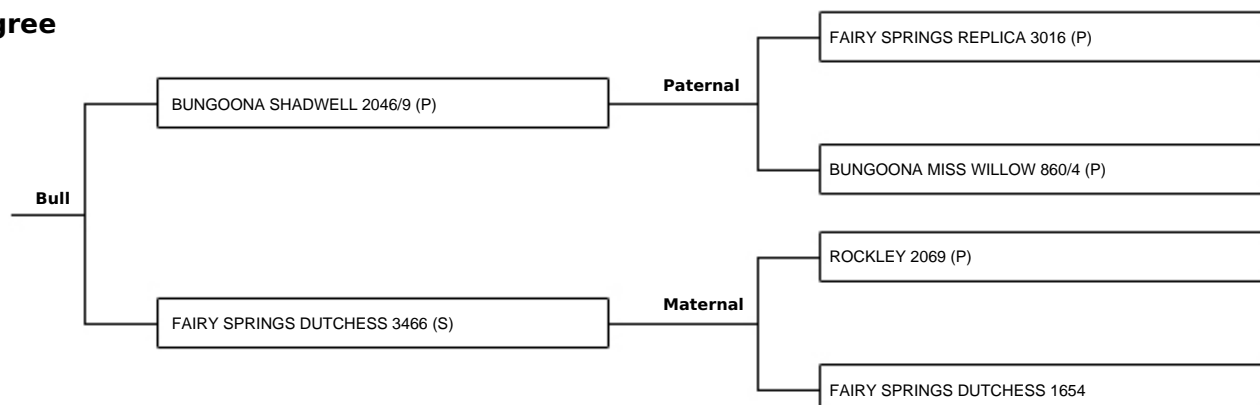 gree
FAIRY SPRINGS REPLICA 3016 (P)
BUNGOONA SHADWELL 2046/9 (P)
Paternal
BUNGOONA MISS WILLOW 860/4 (P)
Bull
ROCKLEY 2069 (P)
FAIRY SPRINGS DUTCHESS 3466 (S)
Maternal
FAIRY SPRINGS DUTCHESS 1654